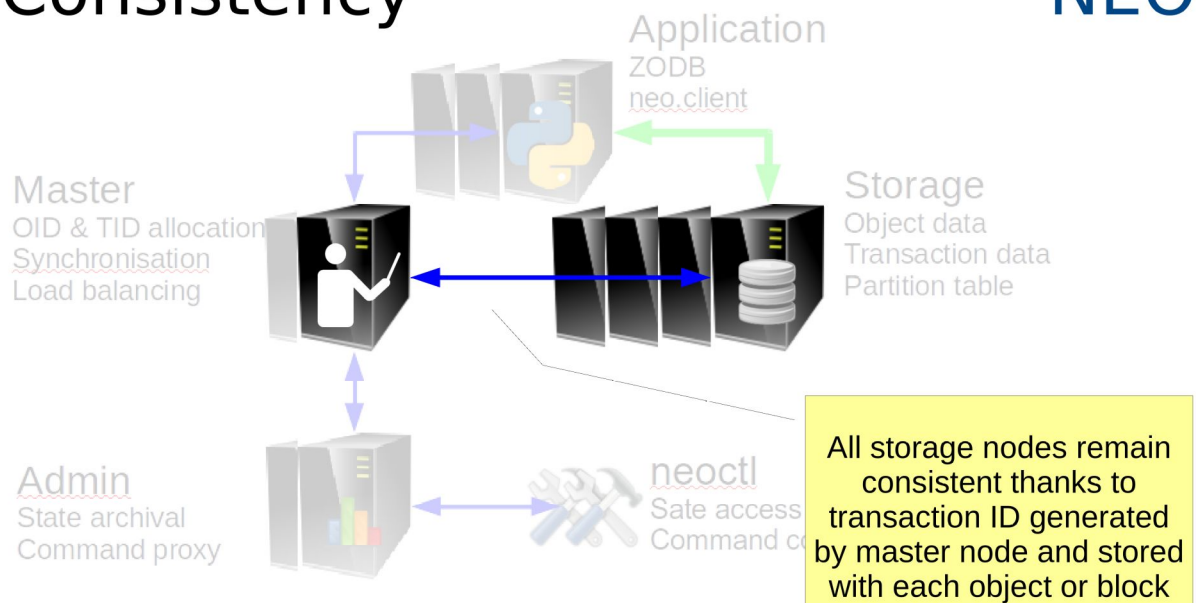 Consistency
NEO
Application
ZODB
neo.client
Master
OID & TID allocation
Synchronisation
Load balancing
Storage
Object data
Transaction data
Partition table
Admin
State archival
Command proxy
neoctl
Sate access
Command
All storage nodes remain
consistent thanks to
transaction ID generated
by master node and stored
with each object or block